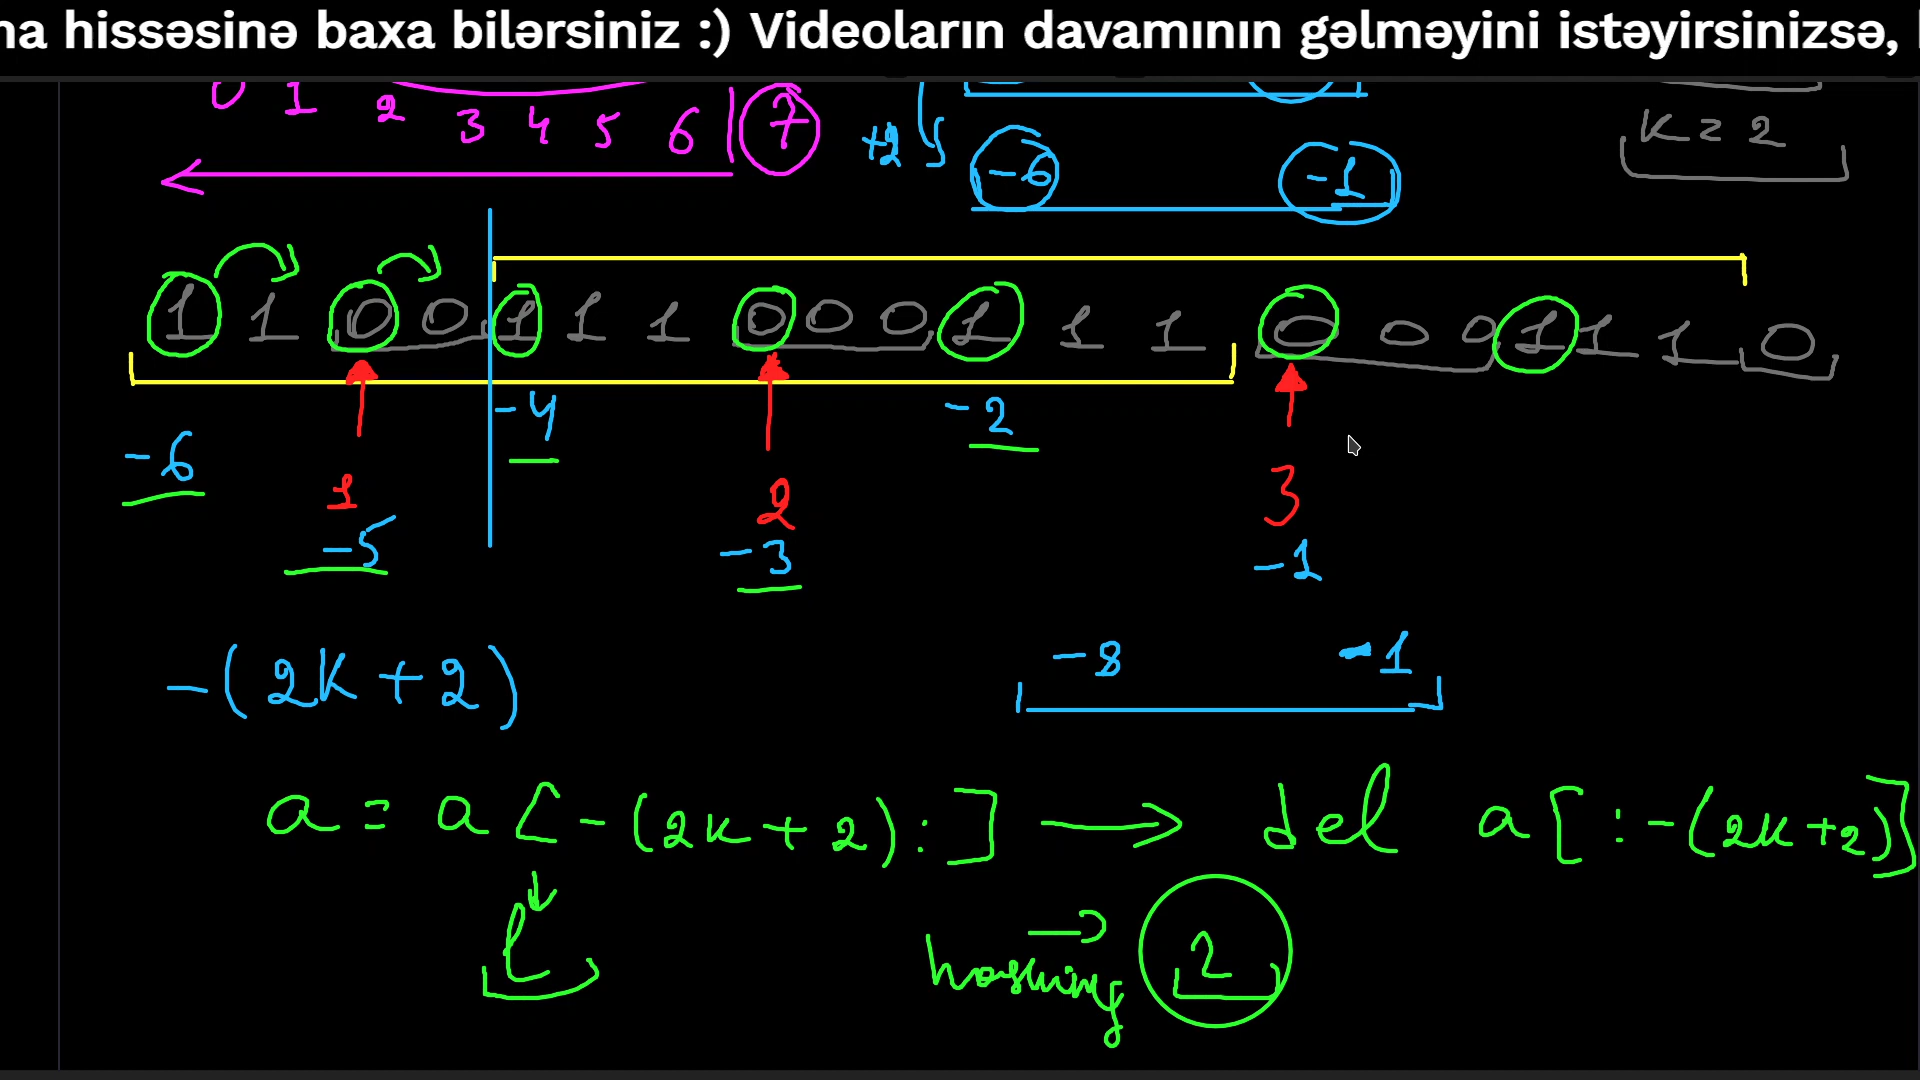 na hissəsinə baxa bilərsiniz :) Videoların davamının gəlməyini istəyirsinizsə,
0 1 2 3 4 5 6 7
+2
-6 -1
K = 2
1 1 0 0 1 1 1 0 0 0 1 1 1 0 0 0 1 1 1 0
-6 -4 -2
1 2 3
-5 -3 -1
-(2K+2)
-8 -1
a = a[-(2K+2):] → del a[:-(2K+2)]
hashing 2